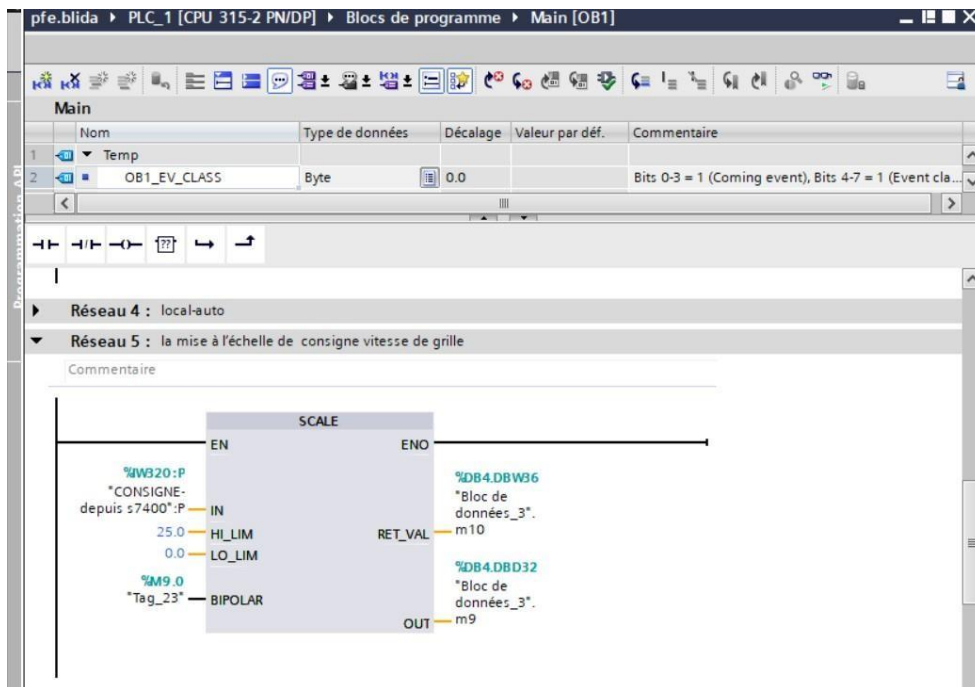 pfe.blida ▸ PLC_1 [CPU 315-2 PN/DP] ▸ Blocs de programme ▸ Main [OB1]
Main
Nom Type de données Décalage Valeur par déf. Commentaire
1 Temp
2 OB1_EV_CLASS Byte 0.0 Bits 0-3 = 1 (Coming event), Bits 4-7 = 1 (Event cla...
Programmation API
??
Réseau 4 : local-auto
Réseau 5 : la mise à l'échelle de consigne vitesse de grille
Commentaire
SCALE
EN ENO
%IW320:P
"CONSIGNE-
depuis s7400":P IN
25.0 HI_LIM
0.0 LO_LIM
%M9.0
"Tag_23" BIPOLAR
%DB4.DBW36
"Bloc de
données_3".
RET_VAL m10
%DB4.DBD32
"Bloc de
données_3".
OUT m9